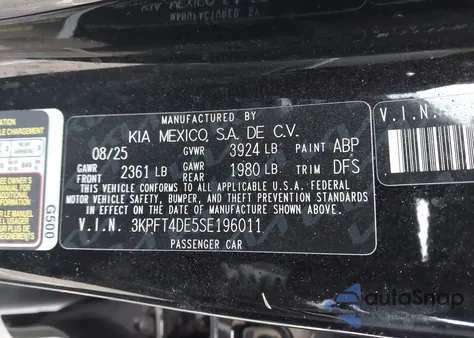 MANUFACTURED BY
KIA MEXICO, S.A. DE C.V.
08/25 GVWR 3924 LB PAINT ABP
GAWR FRONT 2361 LB GAWR REAR 1980 LB TRIM DFS
THIS VEHICLE CONFORMS TO ALL APPLICABLE U.S.A. FEDERAL
MOTOR VEHICLE SAFETY, BUMPER, AND THEFT PREVENTION STANDARDS
IN EFFECT ON THE DATE OF MANUFACTURE SHOWN ABOVE.
V.I.N. 3KPFT4DE5SE196011
PASSENGER CAR
V.I.N.
G500
autoSnap